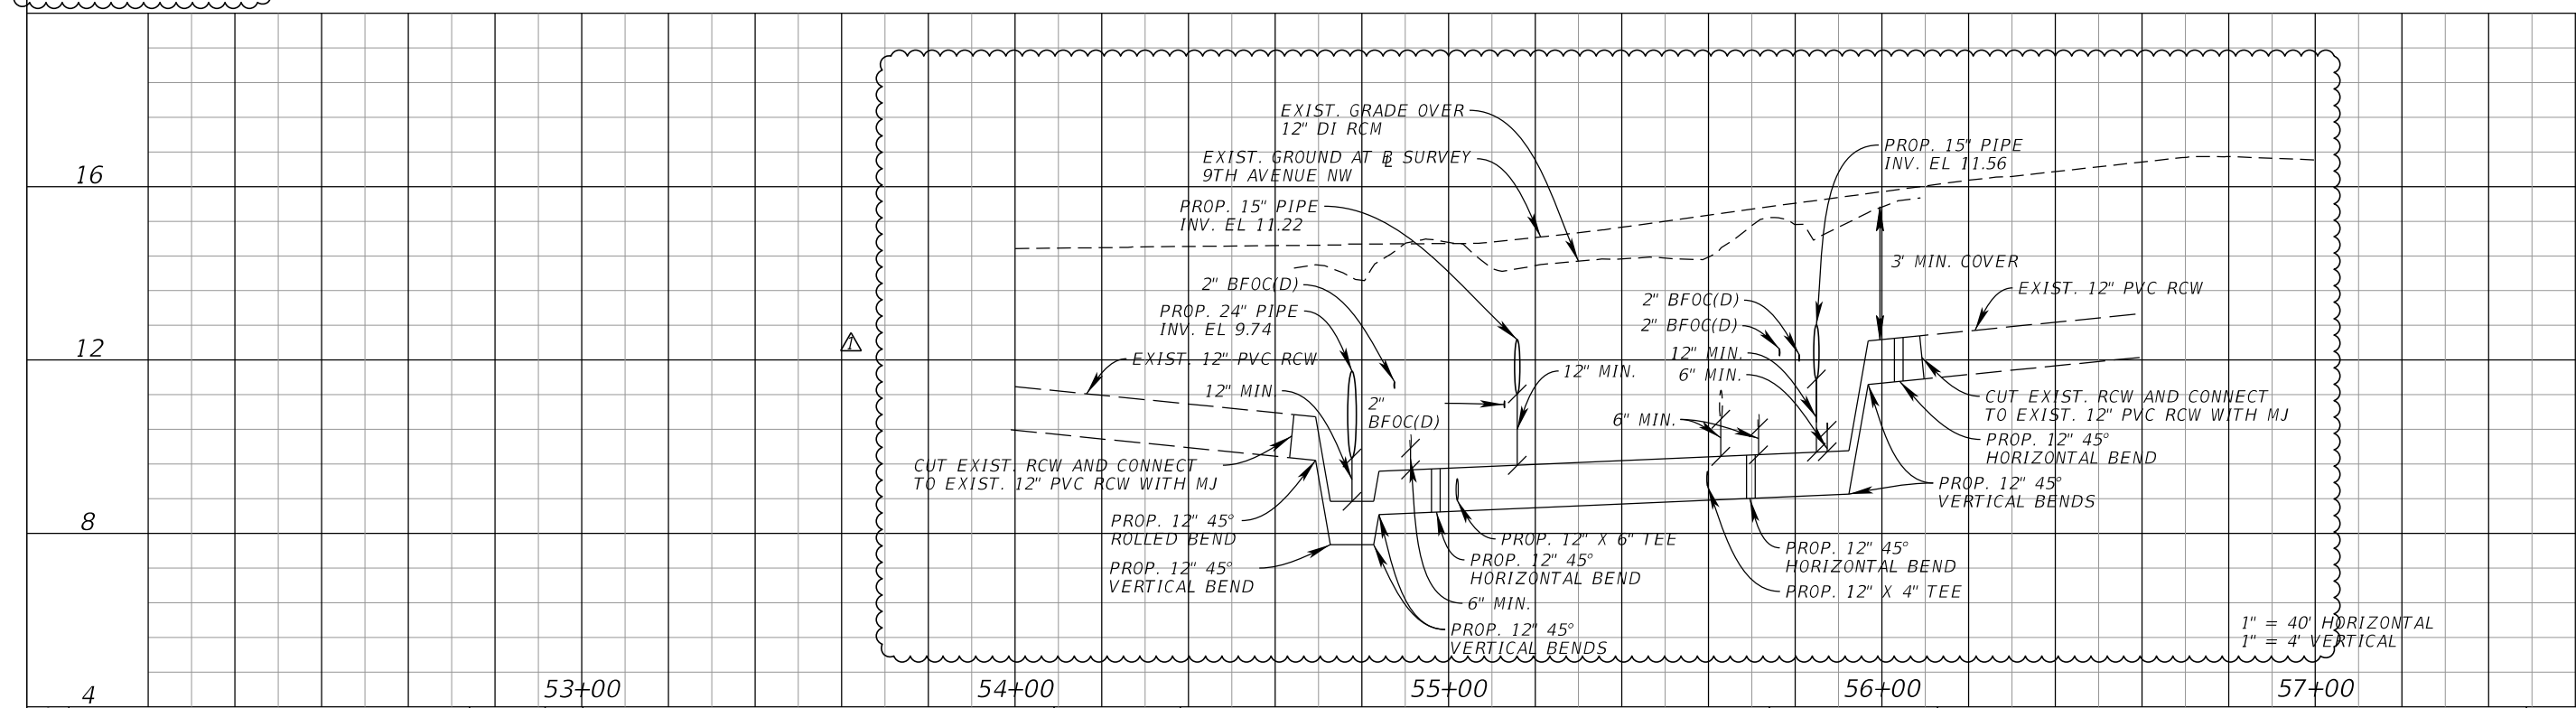 EXIST. GRADE OVER
12" DI RCM
EXIST. GROUND AT ℄ SURVEY
9TH AVENUE NW
PROP. 15" PIPE
INV. EL 11.56
16
PROP. 15" PIPE
INV. EL 11.22
3' MIN. COVER
2" BFOC(D)
EXIST. 12" PVC RCW
2" BFOC(D)
PROP. 24" PIPE
INV. EL 9.74
2" BFOC(D)
12
1
EXIST. 12" PVC RCW
12" MIN.
12" MIN.
6" MIN.
12" MIN.
2"
BFOC(D)
6" MIN.
CUT EXIST. RCW AND CONNECT
TO EXIST. 12" PVC RCW WITH MJ
PROP. 12" 45°
HORIZONTAL BEND
CUT EXIST. RCW AND CONNECT
TO EXIST. 12" PVC RCW WITH MJ
PROP. 12" 45°
VERTICAL BENDS
8
PROP. 12" 45°
ROLLED BEND
PROP. 12" X 6" TEE
PROP. 12" 45°
HORIZONTAL BEND
PROP. 12" 45°
HORIZONTAL BEND
PROP. 12" 45°
VERTICAL BEND
PROP. 12" X 4" TEE
6" MIN.
PROP. 12" 45°
VERTICAL BENDS
1" = 40' HORIZONTAL
1" = 4' VERTICAL
4
53+00
54+00
55+00
56+00
57+00